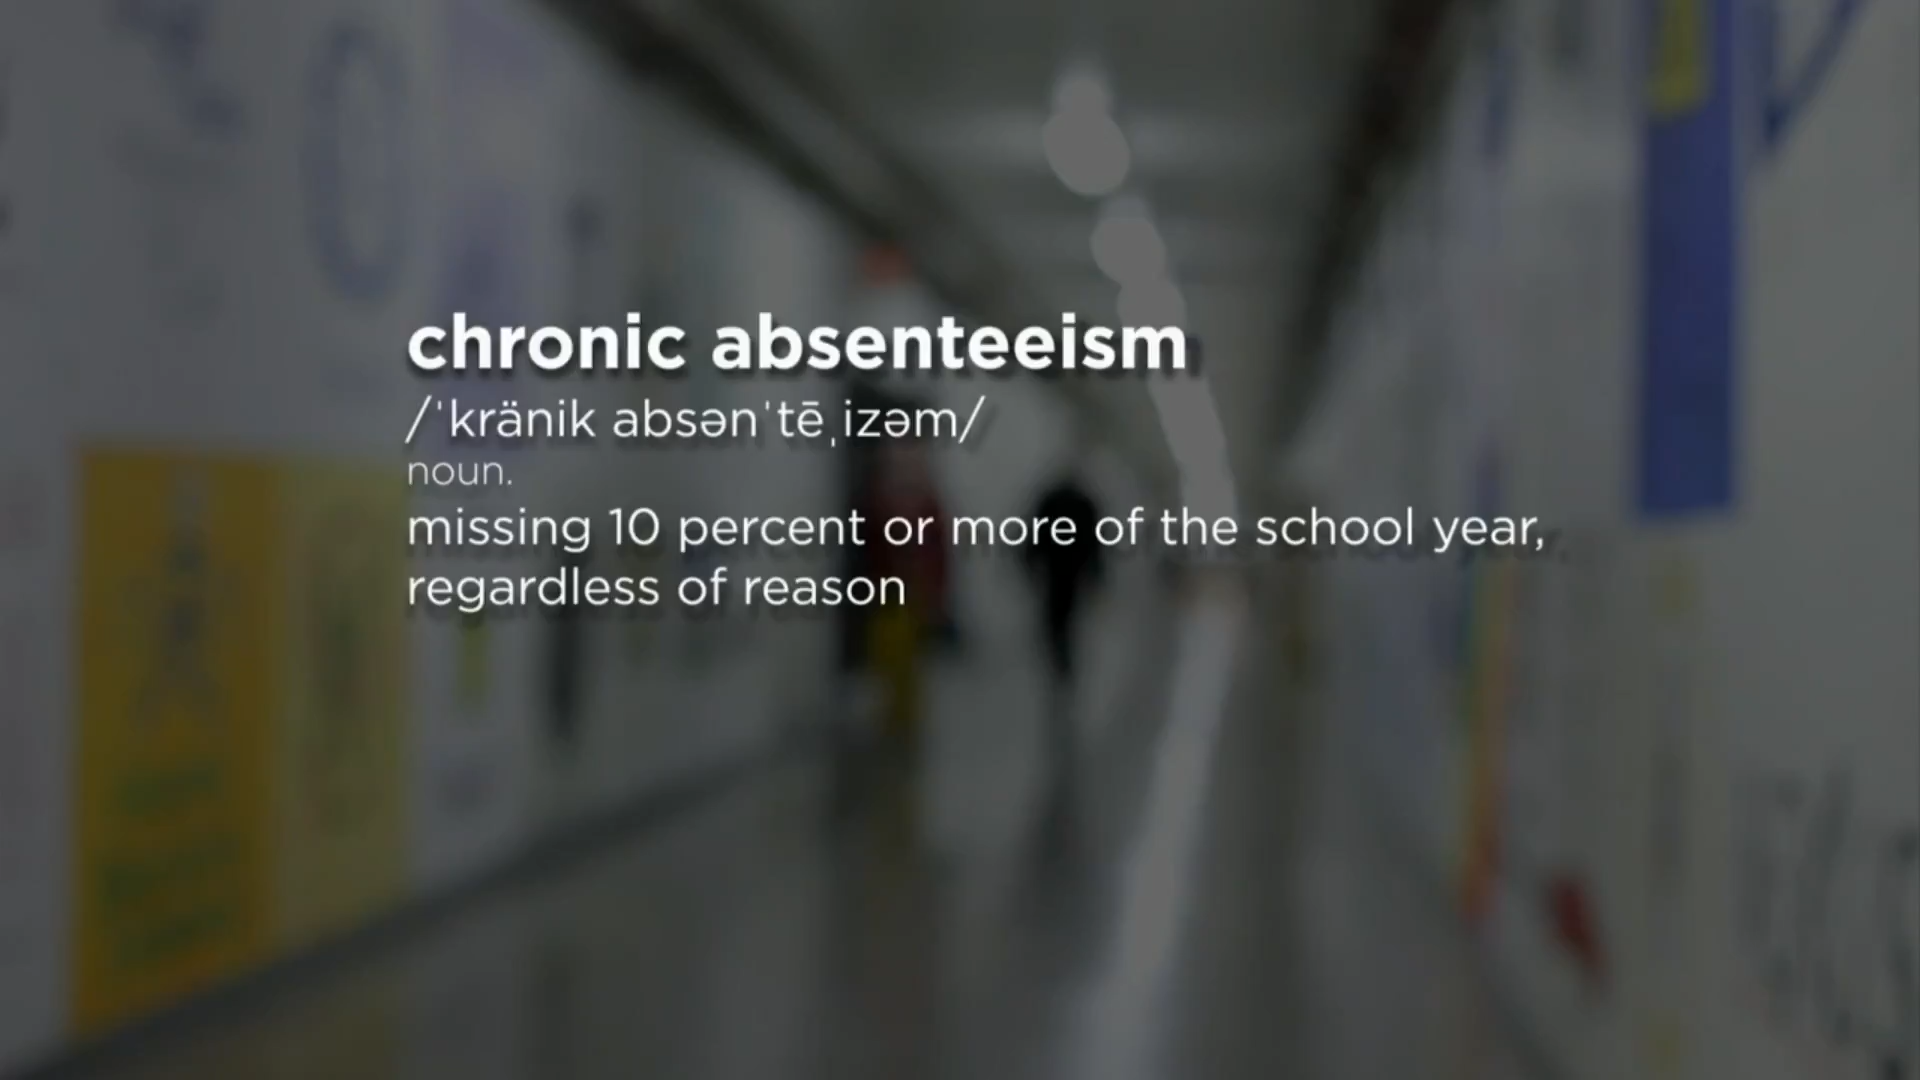 chronic absenteeism
/ˈkränik absənˈtēˌizəm/
noun.
missing 10 percent or more of the school year,
regardless of reason